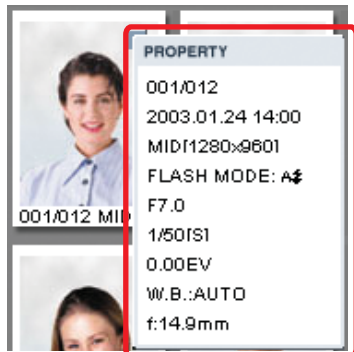 PROPERTY
001/012
2003.01.24 14:00
MID[1280x960]
FLASH MODE: A⚡
F7.0
1/50[S]
0.00EV
W.B.:AUTO
f:14.9mm
001/012 MID